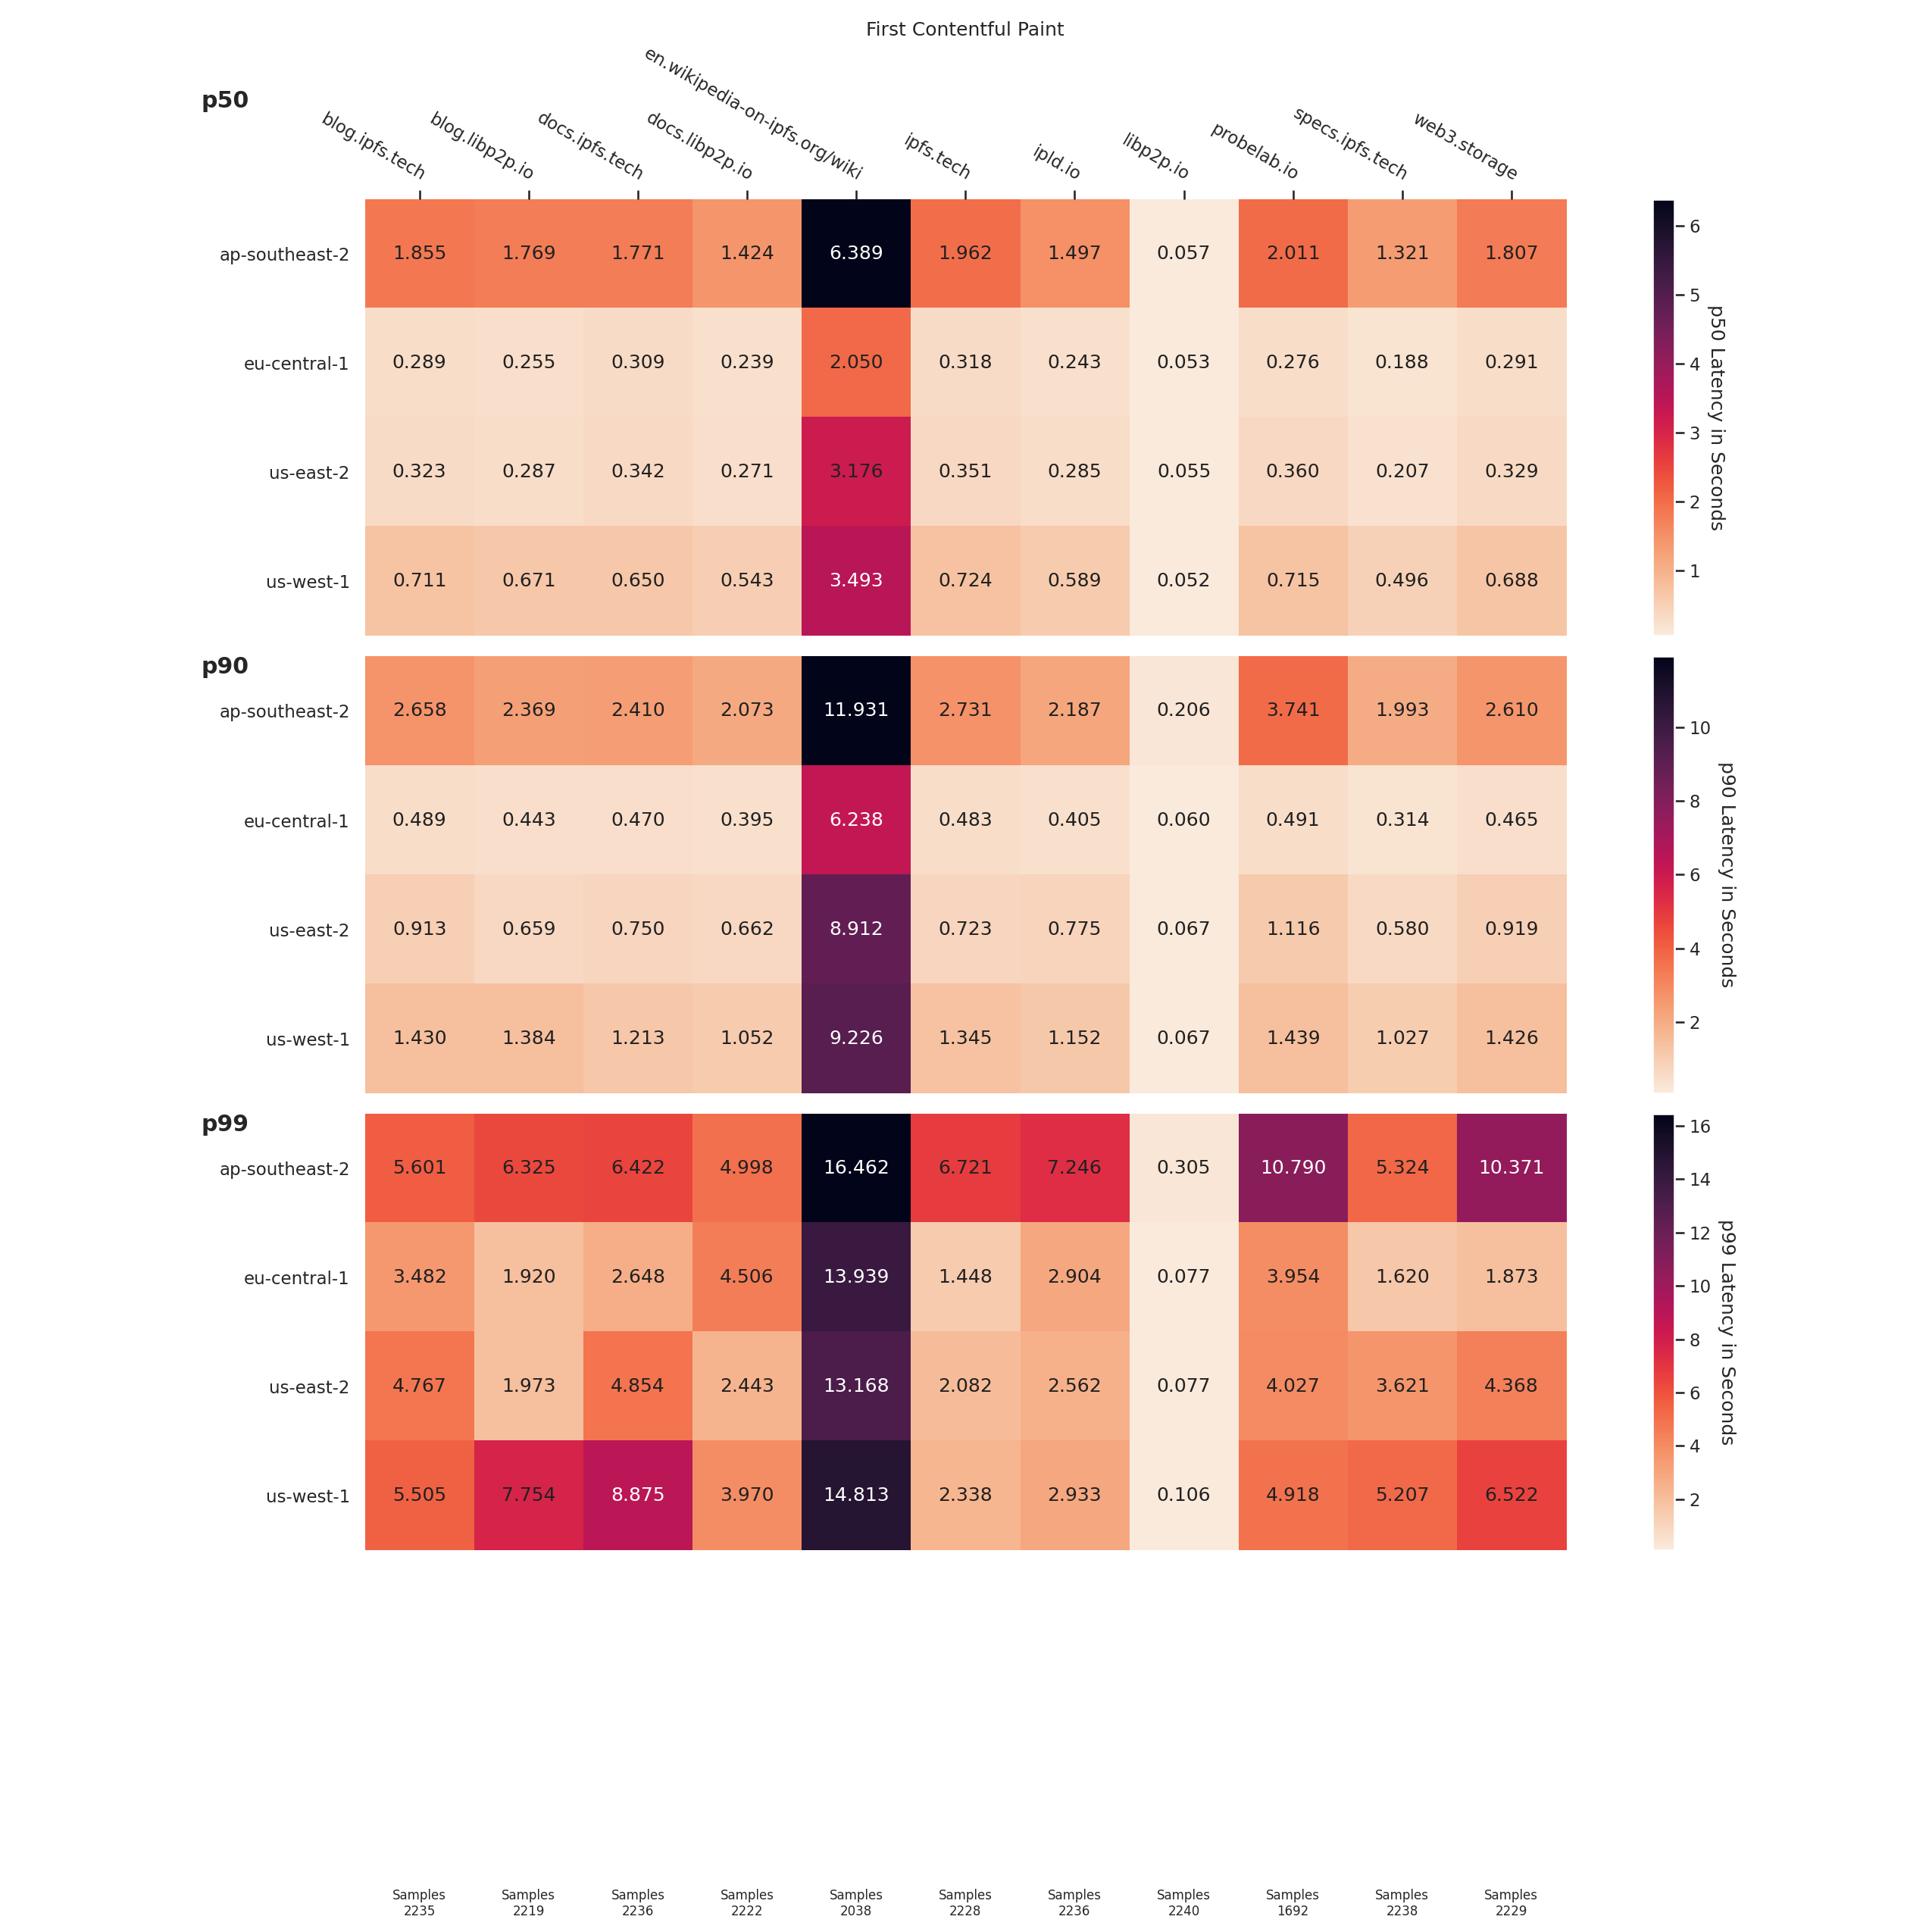 First Contentful Paint
p50
blog.ipfs.tech
blog.libp2p.io
docs.ipfs.tech
docs.libp2p.io
en.wikipedia-on-ipfs.org/wiki
ipfs.tech
ipld.io
libp2p.io
probelab.io
specs.ipfs.tech
web3.storage
ap-southeast-2 1.855 1.769 1.771 1.424 6.389 1.962 1.497 0.057 2.011 1.321 1.807
eu-central-1 0.289 0.255 0.309 0.239 2.050 0.318 0.243 0.053 0.276 0.188 0.291
us-east-2 0.323 0.287 0.342 0.271 3.176 0.351 0.285 0.055 0.360 0.207 0.329
us-west-1 0.711 0.671 0.650 0.543 3.493 0.724 0.589 0.052 0.715 0.496 0.688
6
5
4
3
2
1
p50 Latency in Seconds
p90
ap-southeast-2 2.658 2.369 2.410 2.073 11.931 2.731 2.187 0.206 3.741 1.993 2.610
eu-central-1 0.489 0.443 0.470 0.395 6.238 0.483 0.405 0.060 0.491 0.314 0.465
us-east-2 0.913 0.659 0.750 0.662 8.912 0.723 0.775 0.067 1.116 0.580 0.919
us-west-1 1.430 1.384 1.213 1.052 9.226 1.345 1.152 0.067 1.439 1.027 1.426
10
8
6
4
2
p90 Latency in Seconds
p99
ap-southeast-2 5.601 6.325 6.422 4.998 16.462 6.721 7.246 0.305 10.790 5.324 10.371
eu-central-1 3.482 1.920 2.648 4.506 13.939 1.448 2.904 0.077 3.954 1.620 1.873
us-east-2 4.767 1.973 4.854 2.443 13.168 2.082 2.562 0.077 4.027 3.621 4.368
us-west-1 5.505 7.754 8.875 3.970 14.813 2.338 2.933 0.106 4.918 5.207 6.522
16
14
12
10
8
6
4
2
p99 Latency in Seconds
Samples Samples Samples Samples Samples Samples Samples Samples Samples Samples Samples
2235 2219 2236 2222 2038 2228 2236 2240 1692 2238 2229